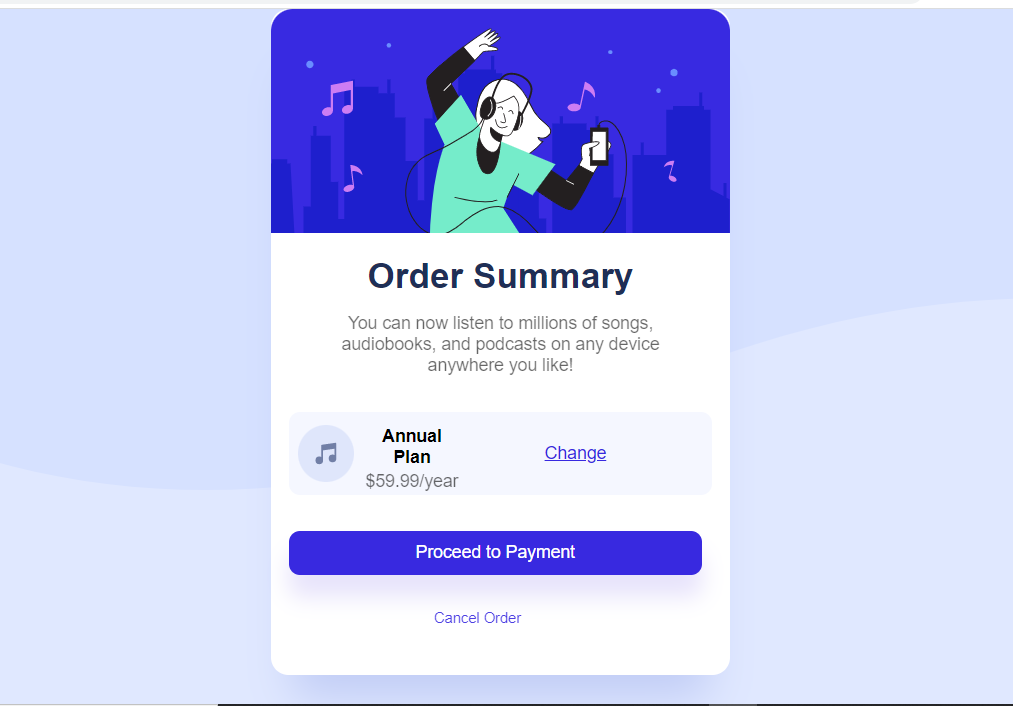 Order Summary
You can now listen to millions of songs,
audiobooks, and podcasts on any device
anywhere you like!
Annual
Plan
$59.99/year
Change
Proceed to Payment
Cancel Order